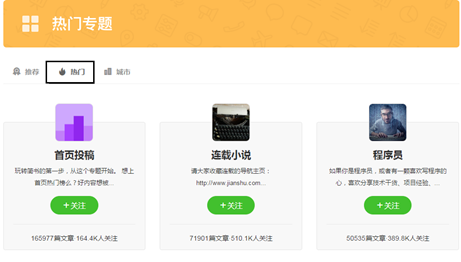 热门专题
推荐 热门 城市
首页投稿
玩转简书的第一步，从这个专题开始。 想上
首页热门榜么？好内容想被...
+关注
165977篇文章 164.4K人关注
连载小说
请大家收藏连载的导航主页：
http://www.jianshu.com...
+关注
71901篇文章 510.1K人关注
程序员
如果你是程序员，或者有一颗喜欢写程序的
心，喜欢分享技术干货、项目经验、...
+关注
50535篇文章 389.8K人关注